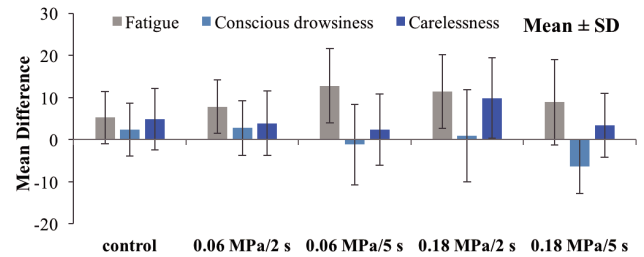 30
Fatigue Conscious drowsiness Carelessness Mean ± SD
20
10
0
-10
-20
Mean Difference
control 0.06 MPa/2 s 0.06 MPa/5 s 0.18 MPa/2 s 0.18 MPa/5 s